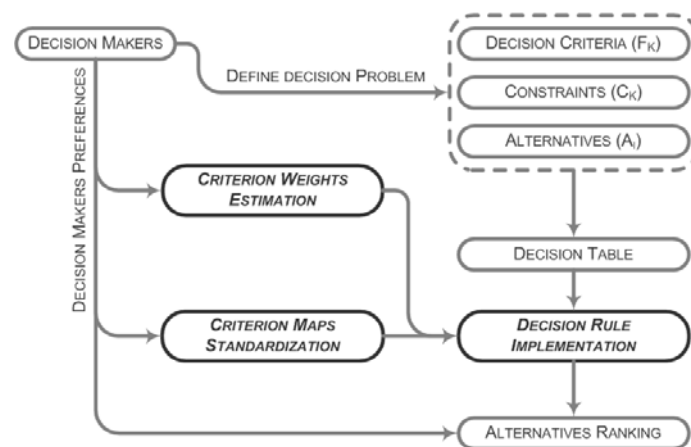 DECISION MAKERS
DECISION CRITERIA (FK)
DEFINE DECISION PROBLEM
CONSTRAINTS (CK)
ALTERNATIVES (Ai)
DECISION MAKERS PREFERENCES
CRITERION WEIGHTS
ESTIMATION
DECISION TABLE
CRITERION MAPS
STANDARDIZATION
DECISION RULE
IMPLEMENTATION
ALTERNATIVES RANKING